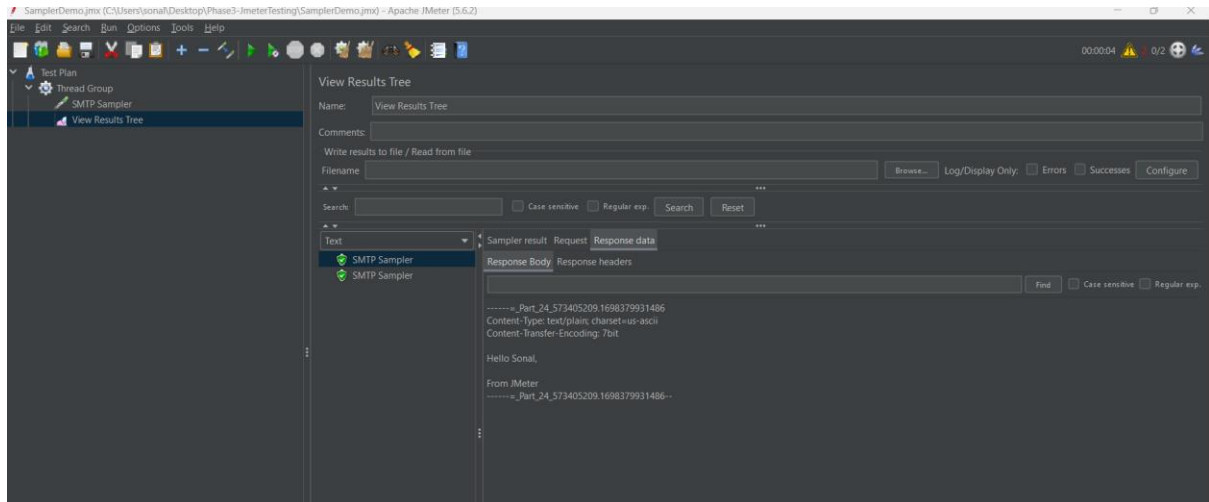 SamplerDemo.jmx (C:\Users\sonal\Desktop\Phase3-JmeterTesting\SamplerDemo.jmx) - Apache JMeter (5.6.2)
File Edit Search Run Options Tools Help
00:00:04 0/2
Test Plan
Thread Group
SMTP Sampler
View Results Tree
View Results Tree
Name: View Results Tree
Comments:
Write results to file / Read from file
Filename Browse... Log/Display Only: Errors Successes Configure
Search: Case sensitive Regular exp. Search Reset
Text
SMTP Sampler
SMTP Sampler
Sampler result Request Response data
Response Body Response headers
Find Case sensitive Regular exp.
------=_Part_24_573405209.1698379931486
Content-Type: text/plain; charset=us-ascii
Content-Transfer-Encoding: 7bit
Hello Sonal,
From JMeter
------=_Part_24_573405209.1698379931486--